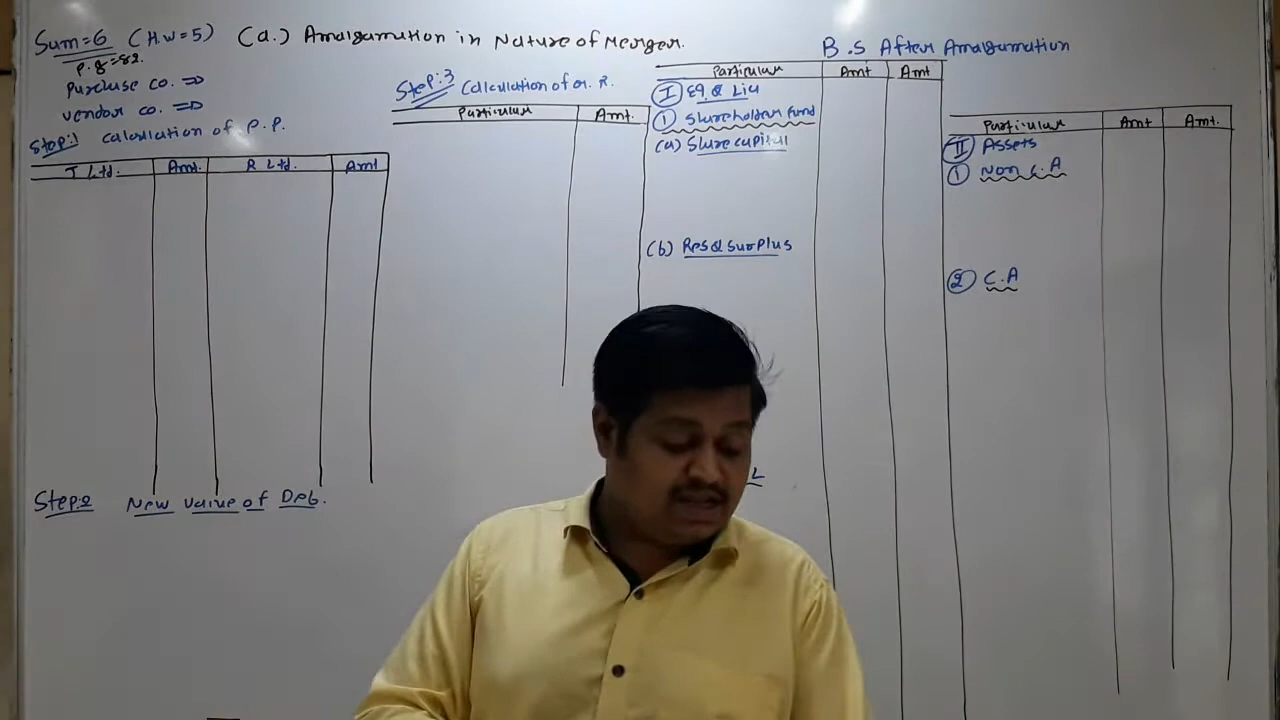 Sum=6 (H.W=5) (a.) Amalgamation in Nature of Merger.
P.g=82.
purchase co. ⇒
vendor co. ⇒
Step:1 calculation of P.P.
T Ltd. Amt. R Ltd. Amt
Step:2 New value of Deb.
Step:3 Calculation of G. R.
Particular Amt.
B.S After Amalgamation
Particular Amt Amt
I Eq. & Lia
1 Shareholder Fund
(a) Share capital
(b) Res & Surplus
L
Particular Amt Amt.
II Assets
1 Non C.A
2 C.A